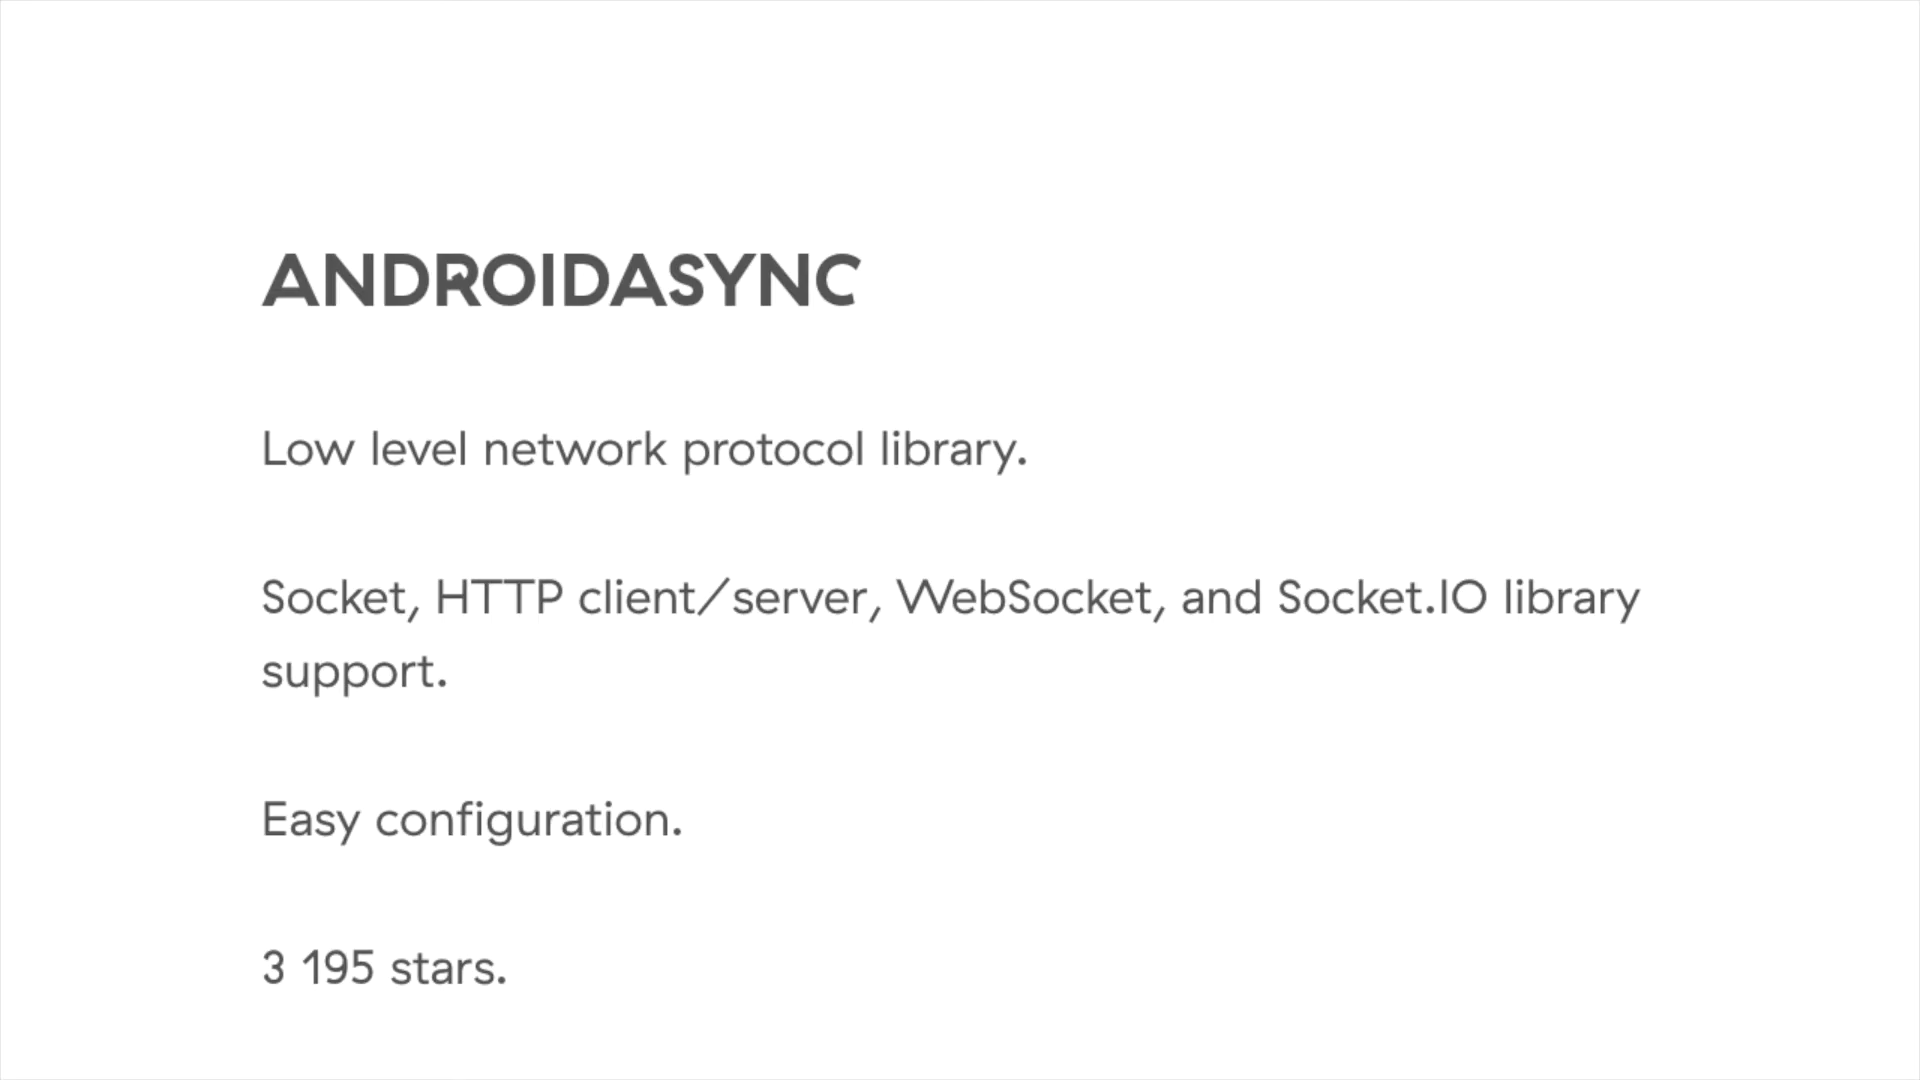 ANDROIDASYNC
Low level network protocol library.
Socket, HTTP client/server, WebSocket, and Socket.IO library
support.
Easy configuration.
3 195 stars.